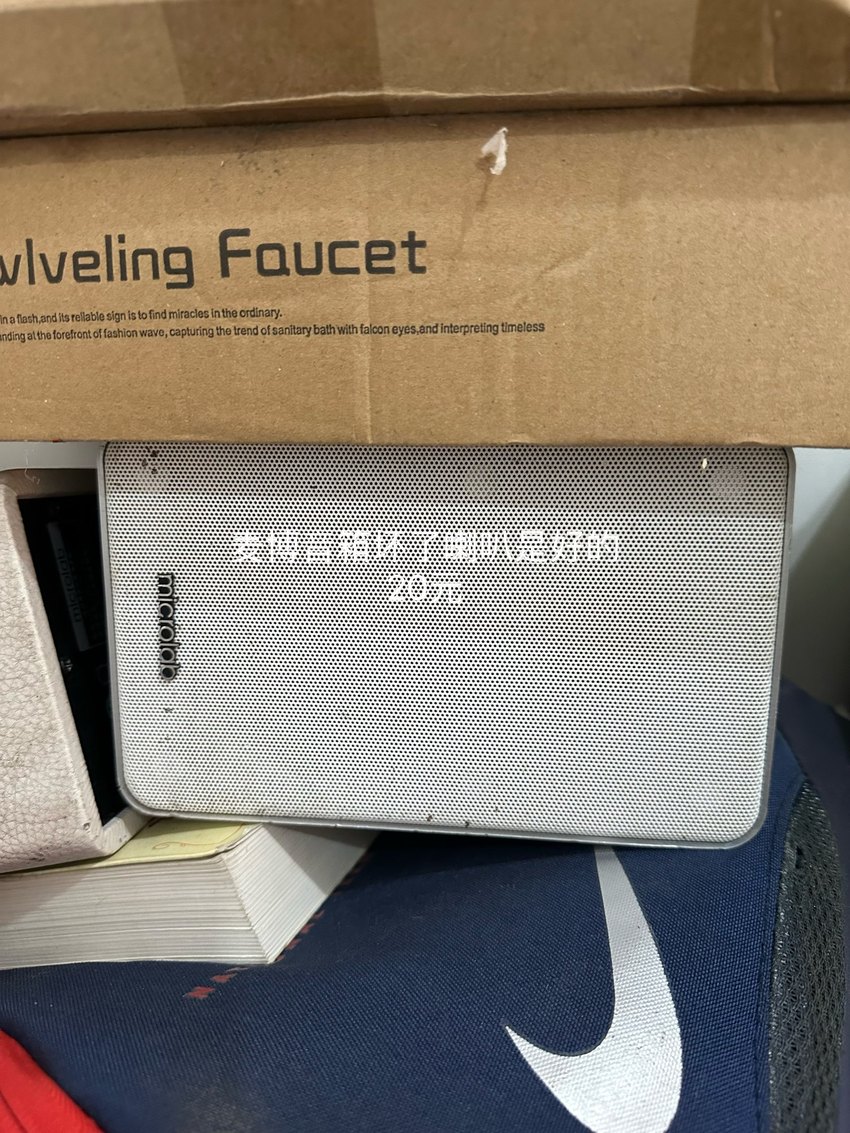 wlveling Faucet
in a flash,and its reliable sign is to find miracles in the ordinary.
nding at the forefront of fashion wave, capturing the trend of sanitary bath with falcon eyes,and interpreting timeless
麦博音箱坏了喇叭是好的
20元
microlab
microlab